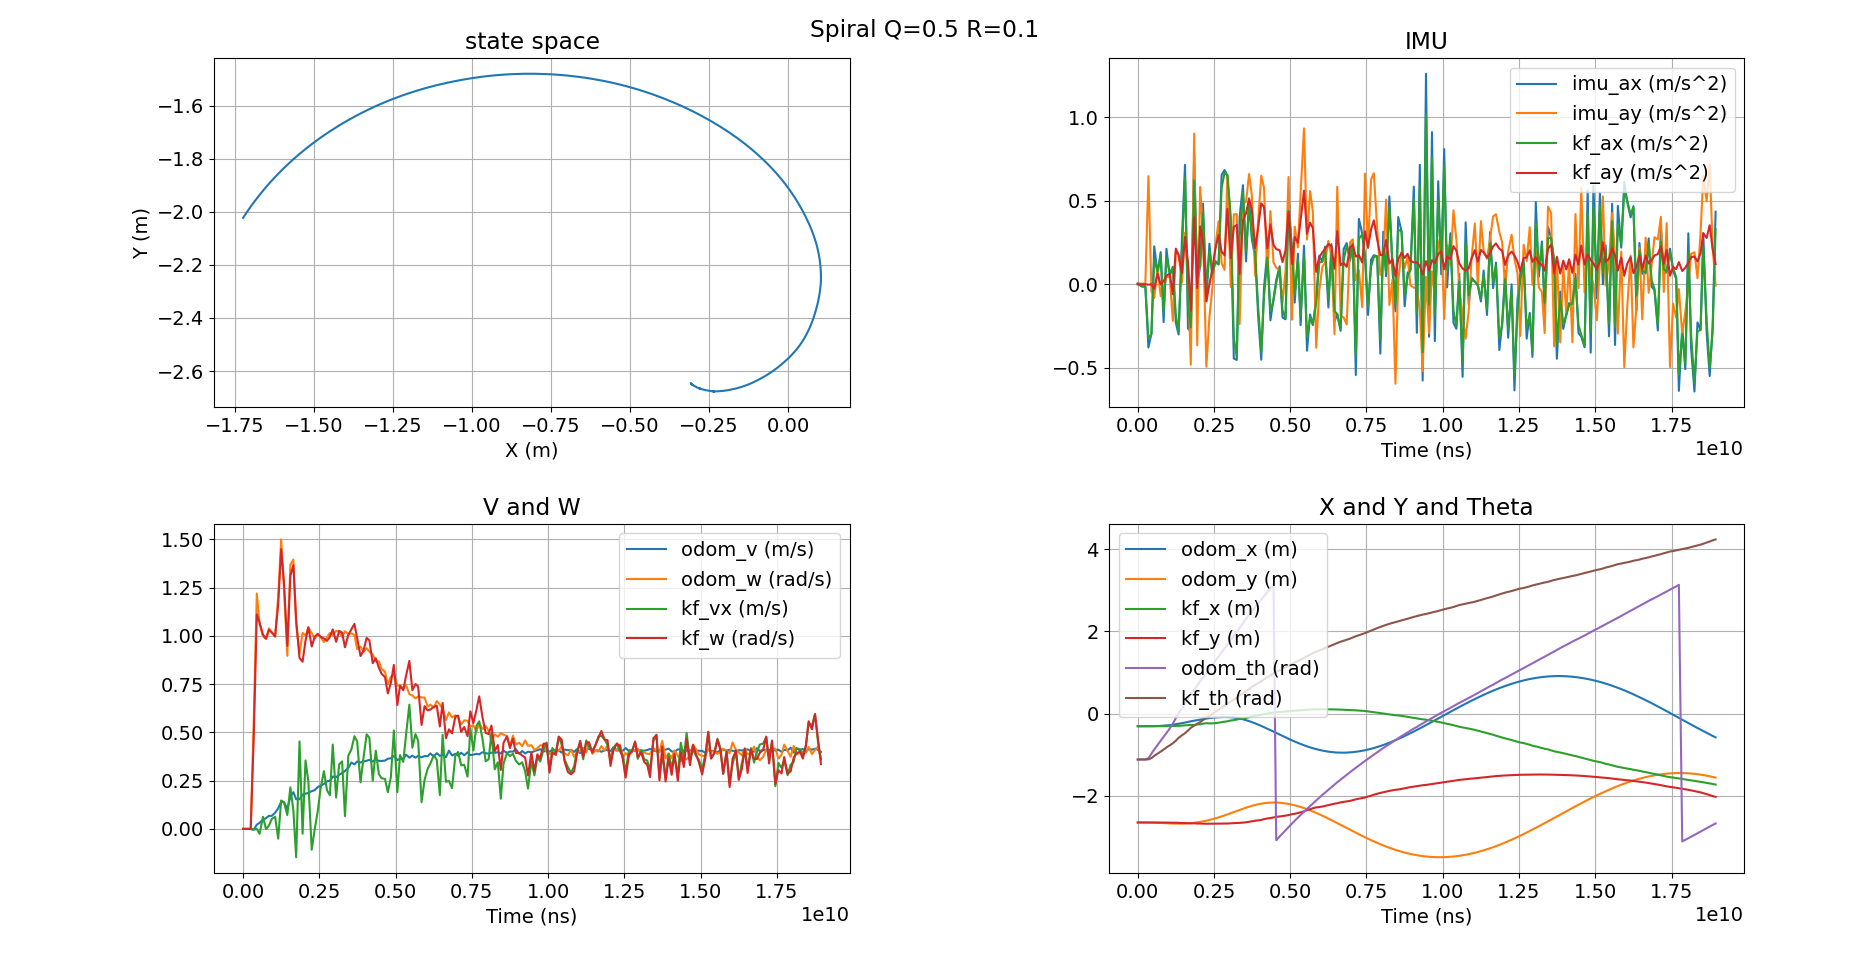 Spiral Q=0.5 R=0.1
state space
−1.6
−1.8
−2.0
−2.2
−2.4
−2.6
Y (m)
−1.75 −1.50 −1.25 −1.00 −0.75 −0.50 −0.25 0.00
X (m)
IMU
imu_ax (m/s^2)
imu_ay (m/s^2)
kf_ax (m/s^2)
kf_ay (m/s^2)
1.0
0.5
0.0
−0.5
0.00 0.25 0.50 0.75 1.00 1.25 1.50 1.75
Time (ns)
1e10
V and W
odom_v (m/s)
odom_w (rad/s)
kf_vx (m/s)
kf_w (rad/s)
1.50
1.25
1.00
0.75
0.50
0.25
0.00
0.00 0.25 0.50 0.75 1.00 1.25 1.50 1.75
Time (ns)
1e10
X and Y and Theta
odom_x (m)
odom_y (m)
kf_x (m)
kf_y (m)
odom_th (rad)
kf_th (rad)
4
2
0
−2
0.00 0.25 0.50 0.75 1.00 1.25 1.50 1.75
Time (ns)
1e10